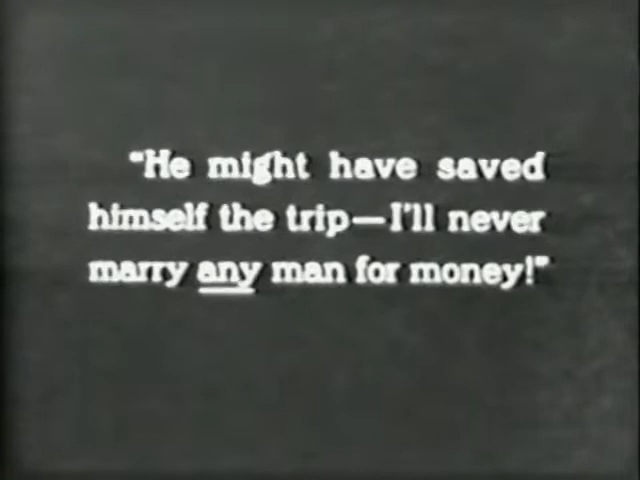 "He might have saved
himself the trip—I'll never
marry any man for money!"